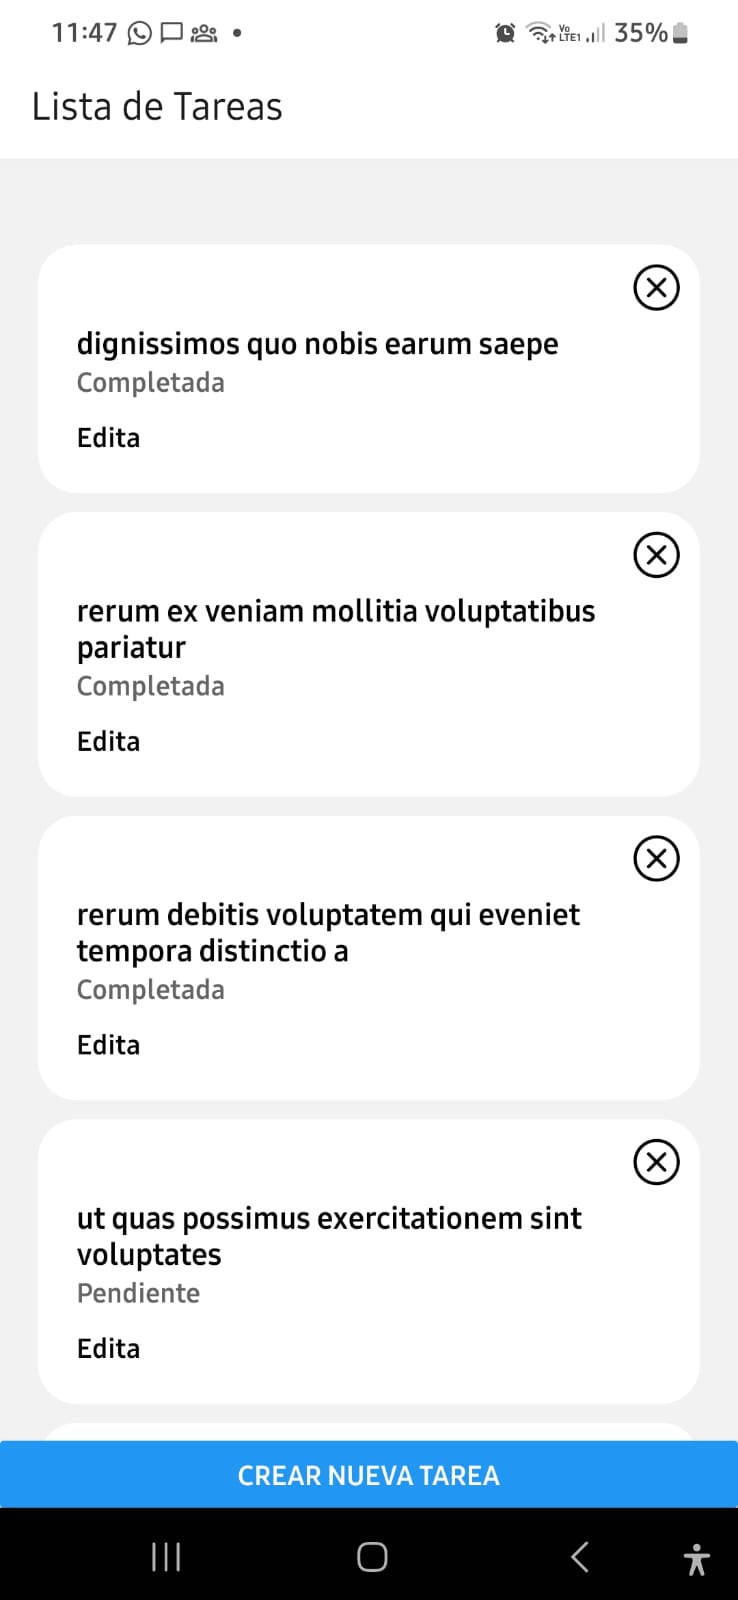 11:47
Vo
LTE1
35%
Lista de Tareas
dignissimos quo nobis earum saepe
Completada
Edita
rerum ex veniam mollitia voluptatibus
pariatur
Completada
Edita
rerum debitis voluptatem qui eveniet
tempora distinctio a
Completada
Edita
ut quas possimus exercitationem sint
voluptates
Pendiente
Edita
CREAR NUEVA TAREA